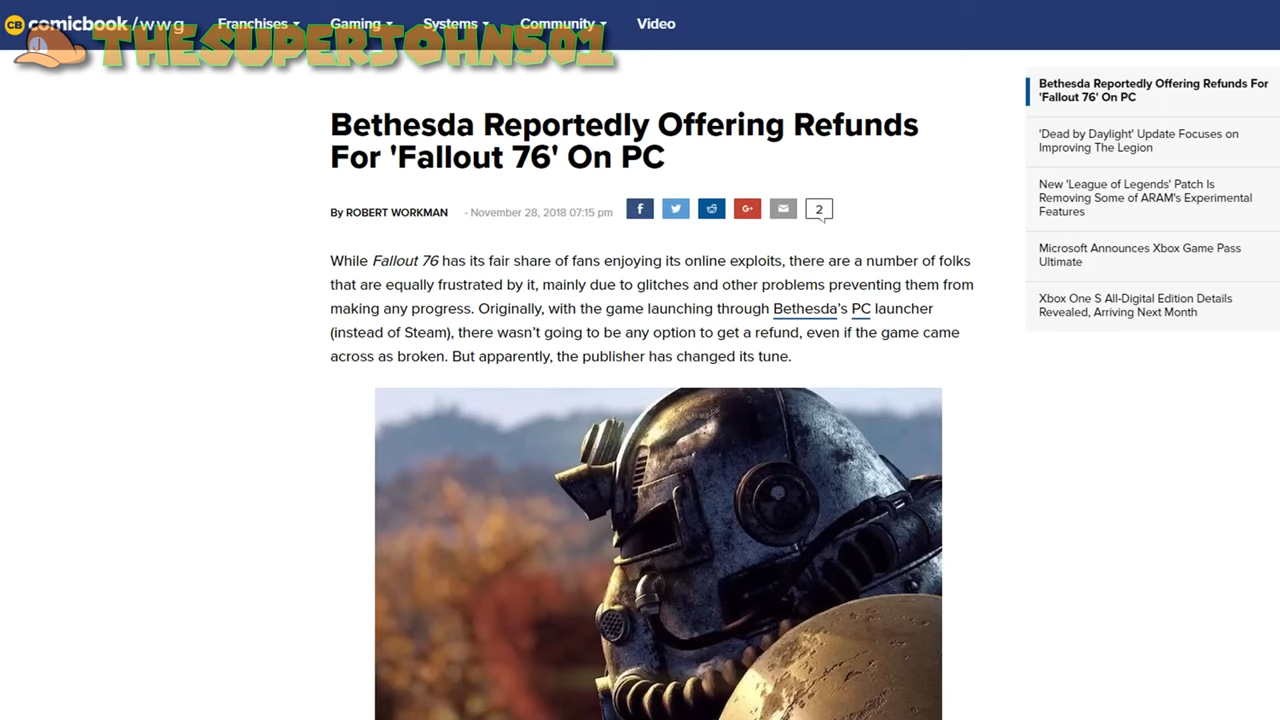 CB comicbook/wwg Franchises Gaming Systems Community Video
THESUPERJOHN501
Bethesda Reportedly Offering Refunds
For 'Fallout 76' On PC
By ROBERT WORKMAN - November 28, 2018 07:15 pm
2
While Fallout 76 has its fair share of fans enjoying its online exploits, there are a number of folks
that are equally frustrated by it, mainly due to glitches and other problems preventing them from
making any progress. Originally, with the game launching through Bethesda's PC launcher
(instead of Steam), there wasn't going to be any option to get a refund, even if the game came
across as broken. But apparently, the publisher has changed its tune.
Bethesda Reportedly Offering Refunds For
'Fallout 76' On PC
'Dead by Daylight' Update Focuses on
Improving The Legion
New 'League of Legends' Patch Is
Removing Some of ARAM's Experimental
Features
Microsoft Announces Xbox Game Pass
Ultimate
Xbox One S All-Digital Edition Details
Revealed, Arriving Next Month